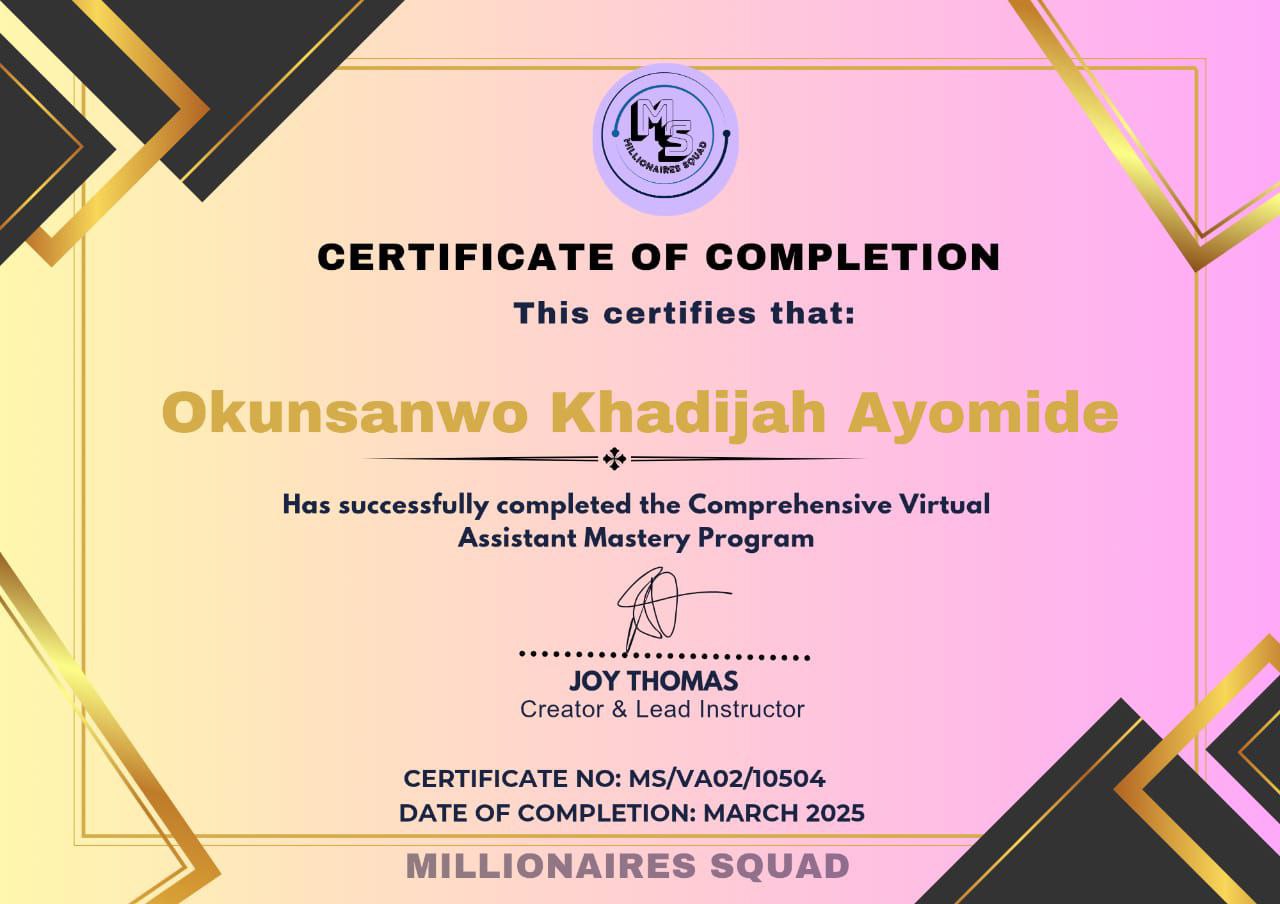 MS
MILLIONAIRES SQUAD
CERTIFICATE OF COMPLETION
This certifies that:
Okunsanwo Khadijah Ayomide
Has successfully completed the Comprehensive Virtual
Assistant Mastery Program
JOY THOMAS
Creator & Lead Instructor
CERTIFICATE NO: MS/VA02/10504
DATE OF COMPLETION: MARCH 2025
MILLIONAIRES SQUAD